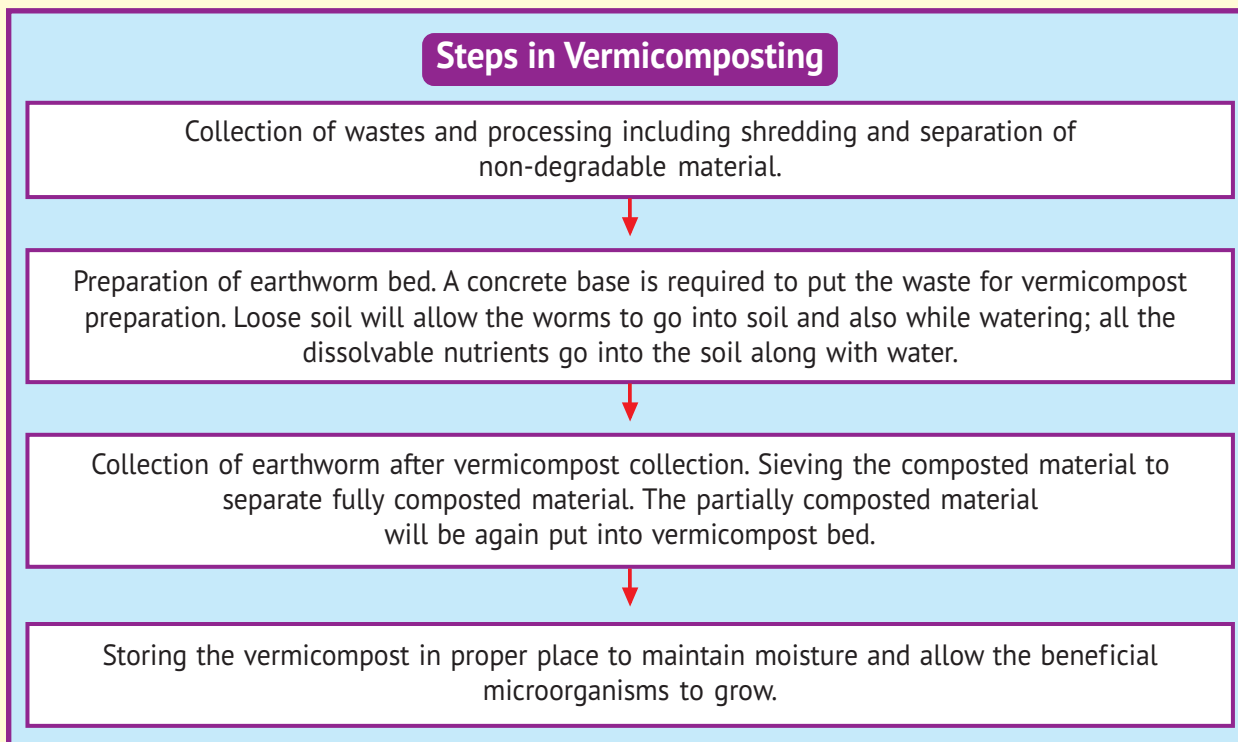 Steps in Vermicomposting
Collection of wastes and processing including shredding and separation of
non-degradable material.
Preparation of earthworm bed. A concrete base is required to put the waste for vermicompost
preparation. Loose soil will allow the worms to go into soil and also while watering; all the
dissolvable nutrients go into the soil along with water.
Collection of earthworm after vermicompost collection. Sieving the composted material to
separate fully composted material. The partially composted material
will be again put into vermicompost bed.
Storing the vermicompost in proper place to maintain moisture and allow the beneficial
microorganisms to grow.